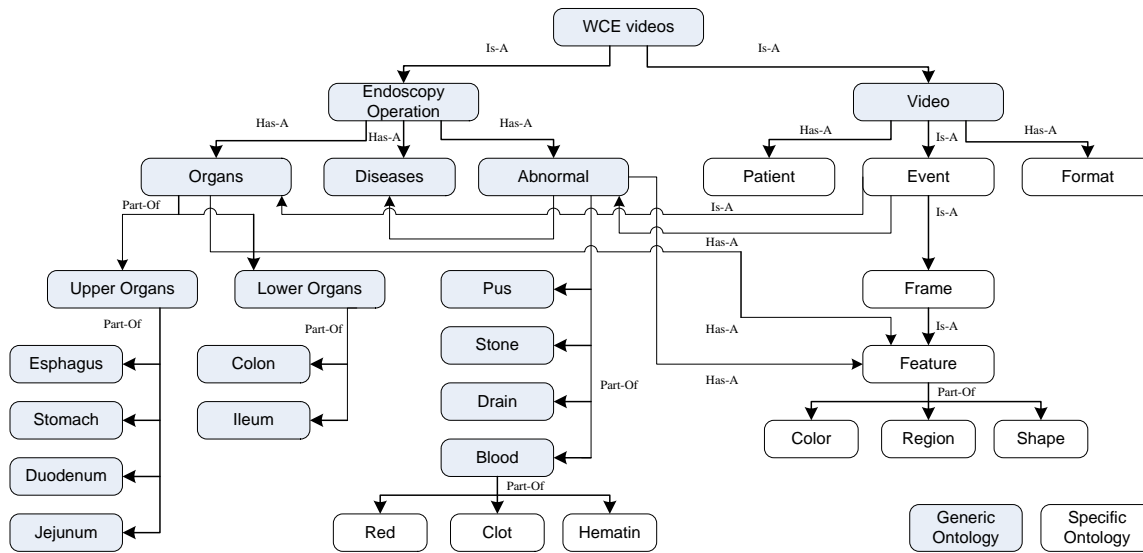 WCE videos
Is-A
Is-A
Endoscopy
Operation
Video
Has-A
Has-A
Has-A
Has-A
Is-A
Has-A
Organs
Diseases
Abnormal
Patient
Event
Format
Part-Of
Is-A
Is-A
Has-A
Upper Organs
Lower Organs
Pus
Frame
Part-Of
Part-Of
Has-A
Is-A
Esphagus
Colon
Stone
Feature
Part-Of
Has-A
Part-Of
Stomach
Ileum
Drain
Color
Region
Shape
Duodenum
Blood
Part-Of
Jejunum
Red
Clot
Hematin
Generic
Ontology
Specific
Ontology